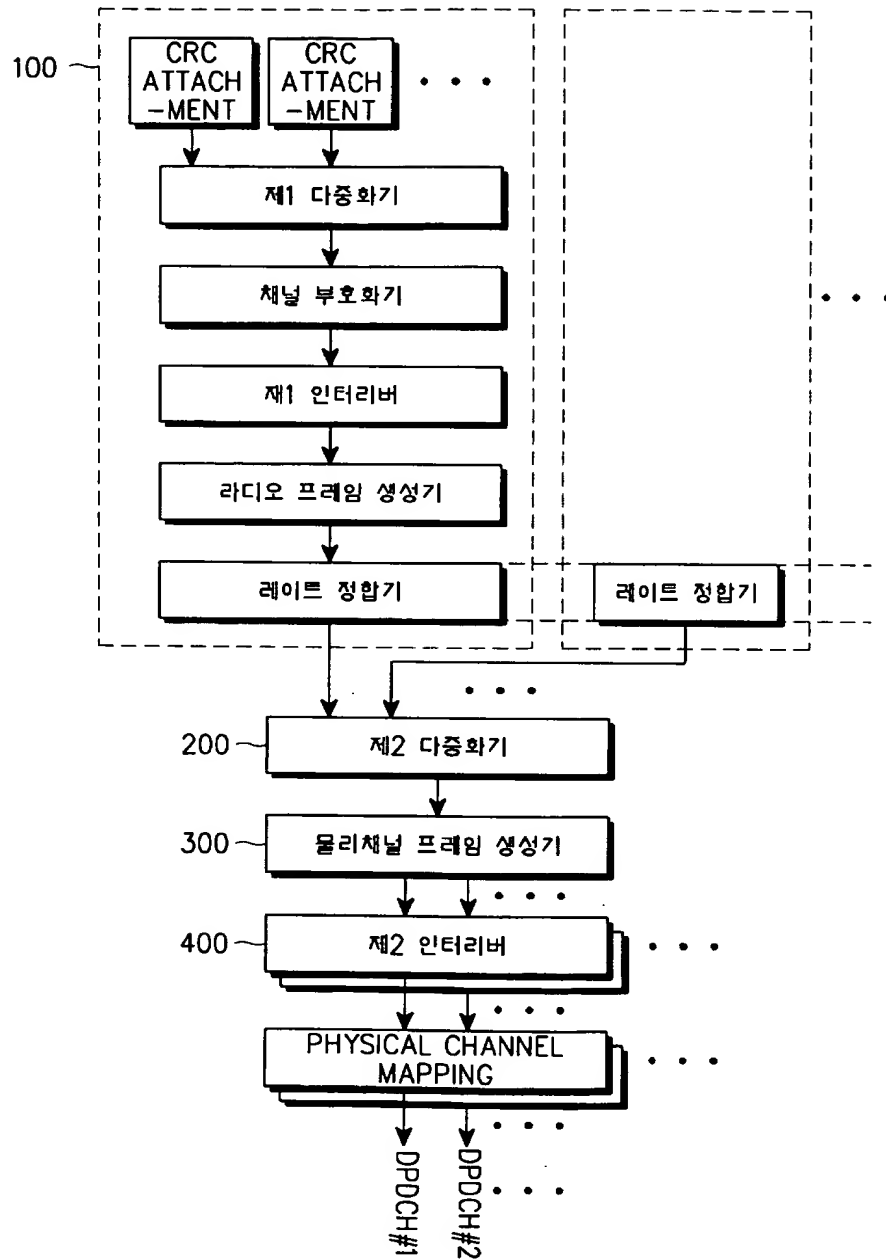 100
CRC
ATTACH
-MENT
CRC
ATTACH
-MENT
제1 다중화기
채널 부호화기
재1 인터리버
라디오 프레임 생성기
레이트 정합기
레이트 정합기
200
제2 다중화기
300
물리채널 프레임 생성기
400
제2 인터리버
PHYSICAL CHANNEL
MAPPING
DPDCH#1
DPDCH#2